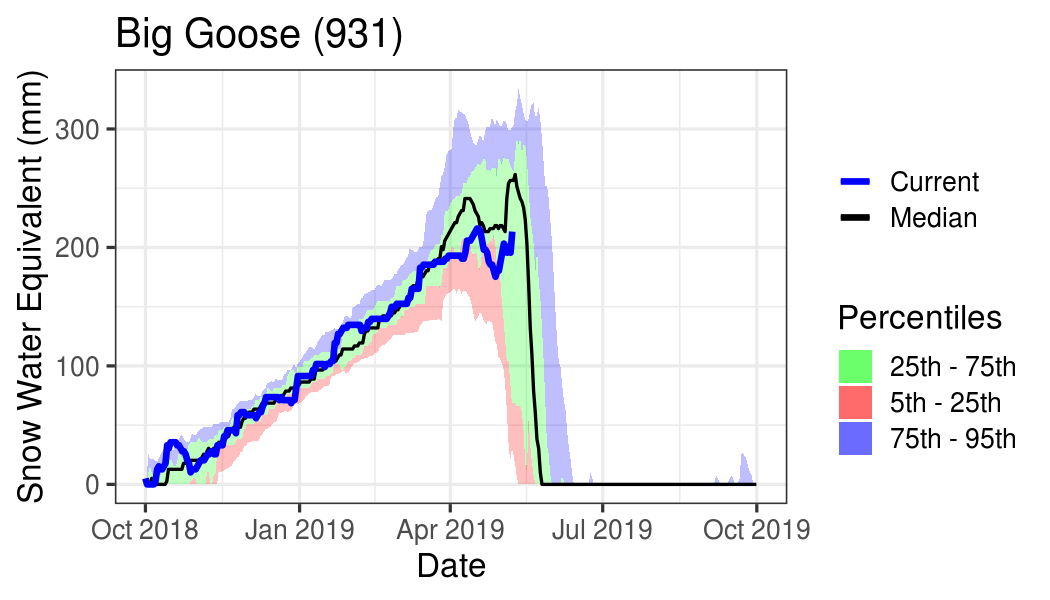 Big Goose (931)
Snow Water Equivalent (mm)
300
200
100
0
Oct 2018
Jan 2019
Apr 2019
Jul 2019
Oct 2019
Date
Current
Median
Percentiles
25th - 75th
5th - 25th
75th - 95th